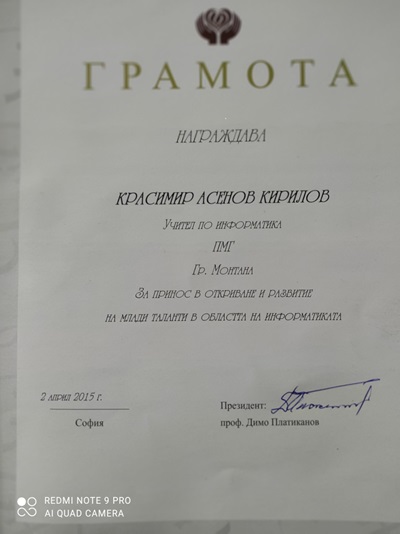 ГРАМОТА
НАГРАЖДАВА
КРАСИМИР АСЕНОВ КИРИЛОВ
Учител по информатика
ПМГ
Гр. Монтана
За принос в откриване и развитие
на млади таланти в областта на информатиката
2 април 2015 г.
Президент:
София
проф. Димо Платиканов
REDMI NOTE 9 PRO
AI QUAD CAMERA